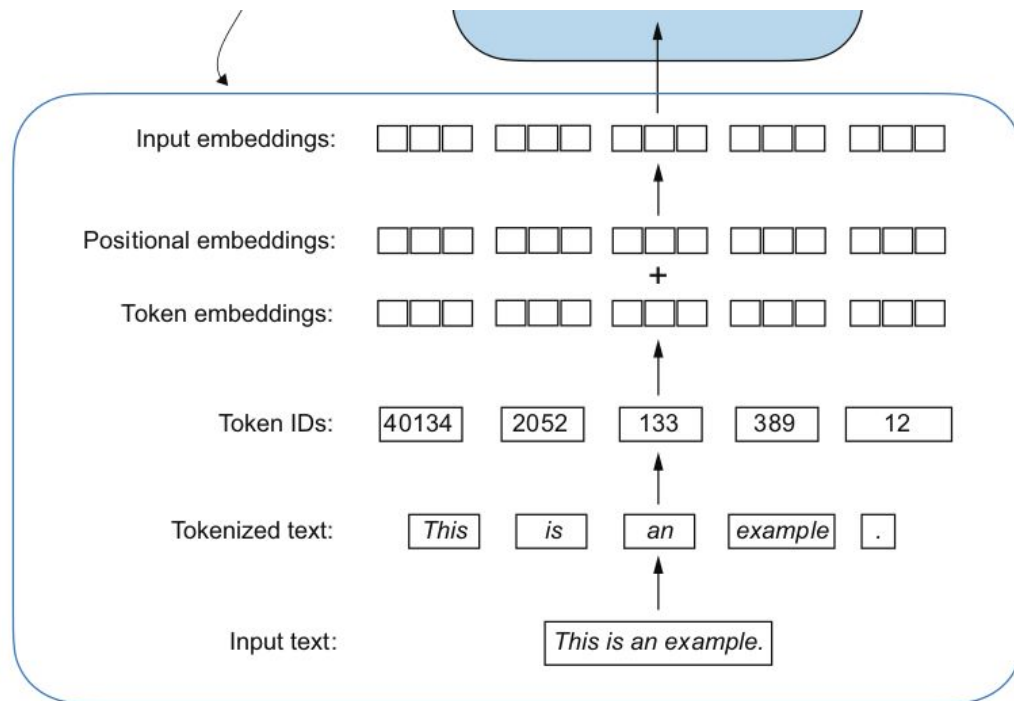 Input embeddings:
Positional embeddings:
+
Token embeddings:
Token IDs: 40134 2052 133 389 12
Tokenized text: This is an example .
Input text: This is an example.